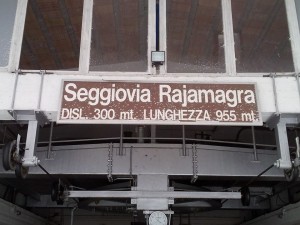 Seggiovia Rajamagra
DISL. 300 mt. LUNGHEZZA 955 mt.